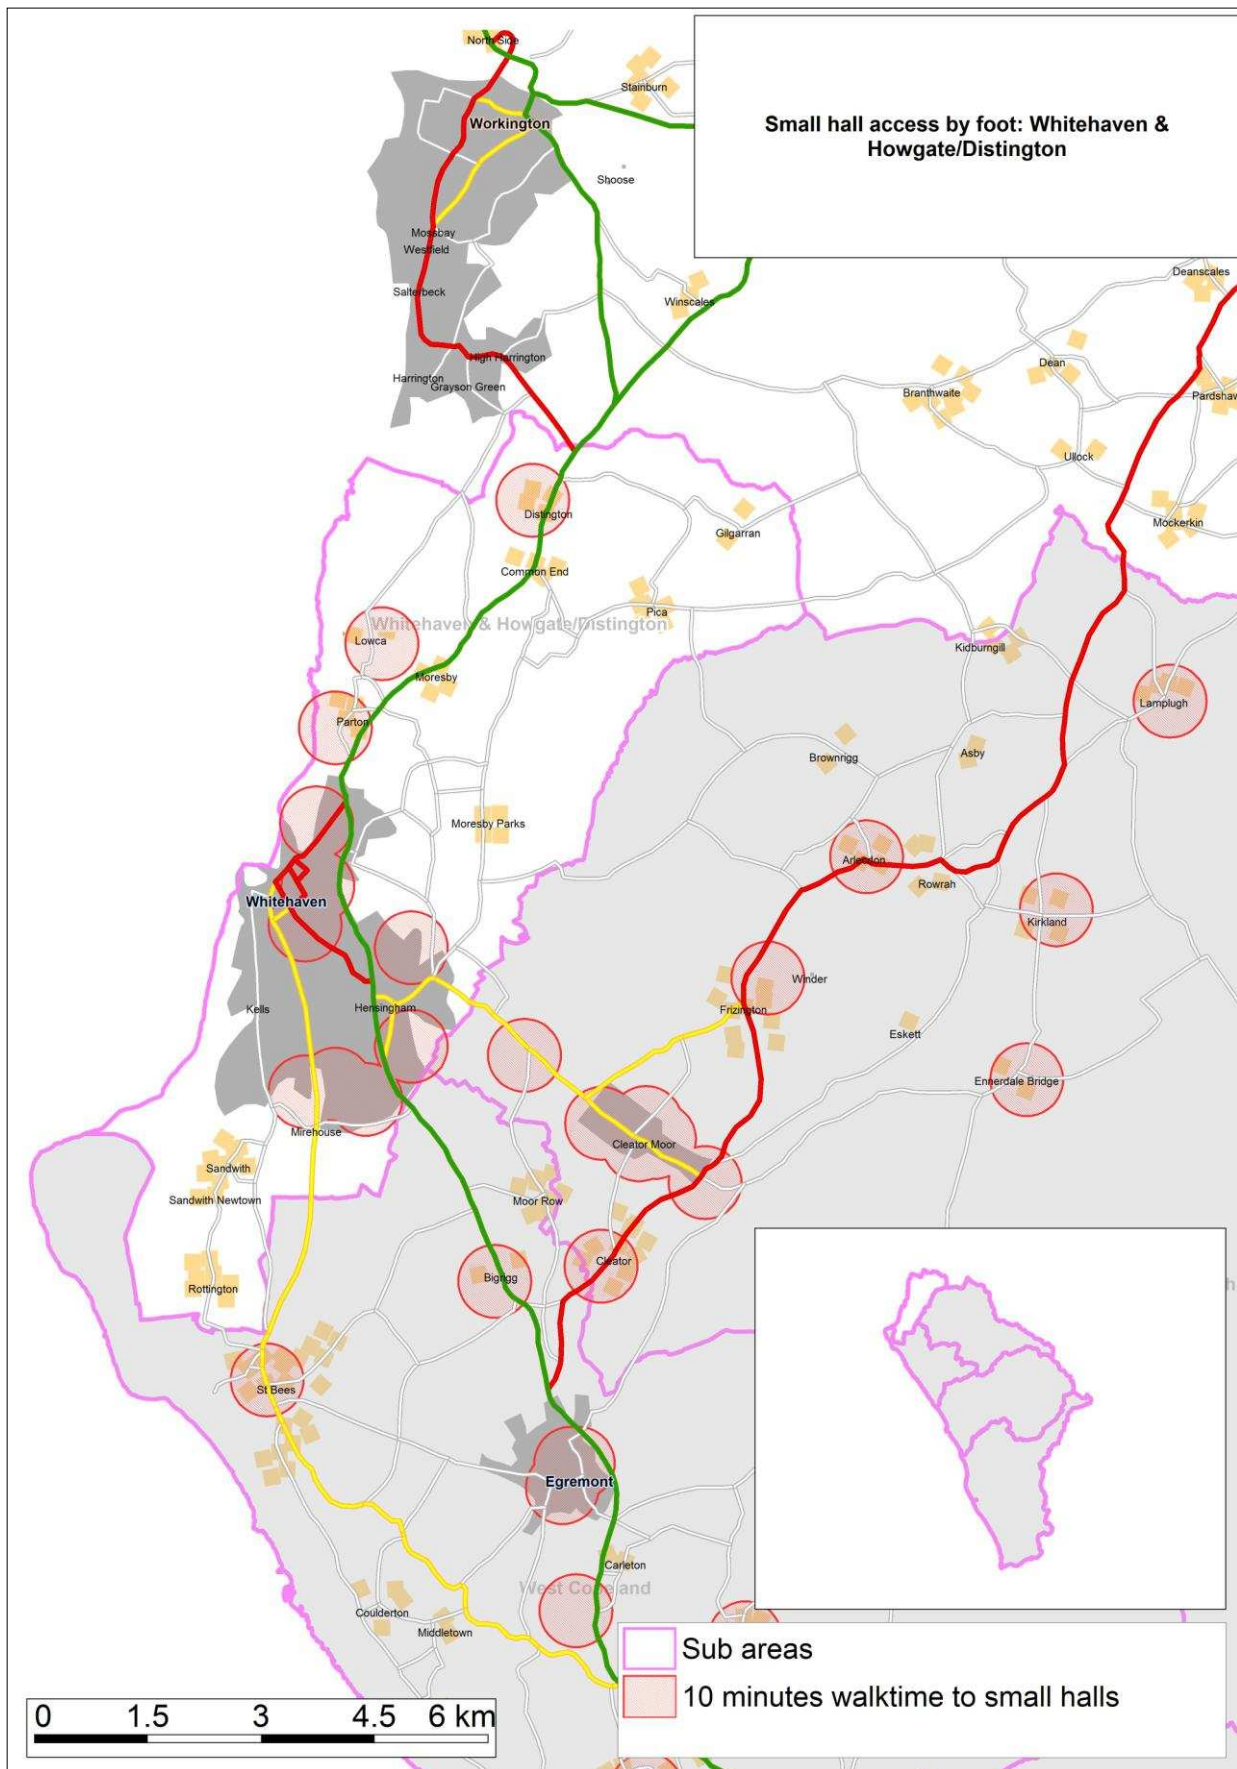 North Side
Stainburn
Small hall access by foot: Whitehaven &
Howgate/Distington
Workington
Shoose
Mossbay
Westfield
Deanscales
Salterbeck
Winscales
High Harrington
Dean
Harrington
Grayson Green
Branthwaite
Pardshaw
Ullock
Distington
Mockerkin
Gilgarran
Common End
Pica
Whitehaven & Howgate/Distington
Lowca
Kidburngill
Moresby
Lamplugh
Parton
Asby
Brownrigg
Moresby Parks
Arlecdon
Rowrah
Whitehaven
Kirkland
Winder
Kells
Hensingham
Frizington
Eskett
Ennerdale Bridge
Mirehouse
Cleator Moor
Sandwith
Sandwith Newtown
Moor Row
Cleator
Bigrigg
Rottington
St Bees
Egremont
Carleton
West Copeland
Coulderton
Middletown
Sub areas
10 minutes walktime to small halls
0 1.5 3 4.5 6 km